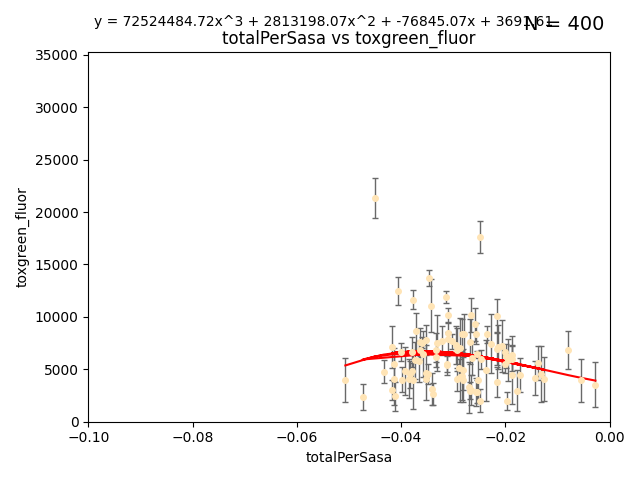 y = 72524484.72x^3 + 2813198.07x^2 + -76845.07x + 3691.61
N = 400
totalPerSasa vs toxgreen_fluor
35000
30000
25000
20000
15000
10000
5000
0
toxgreen_fluor
−0.10 −0.08 −0.06 −0.04 −0.02 0.00
totalPerSasa